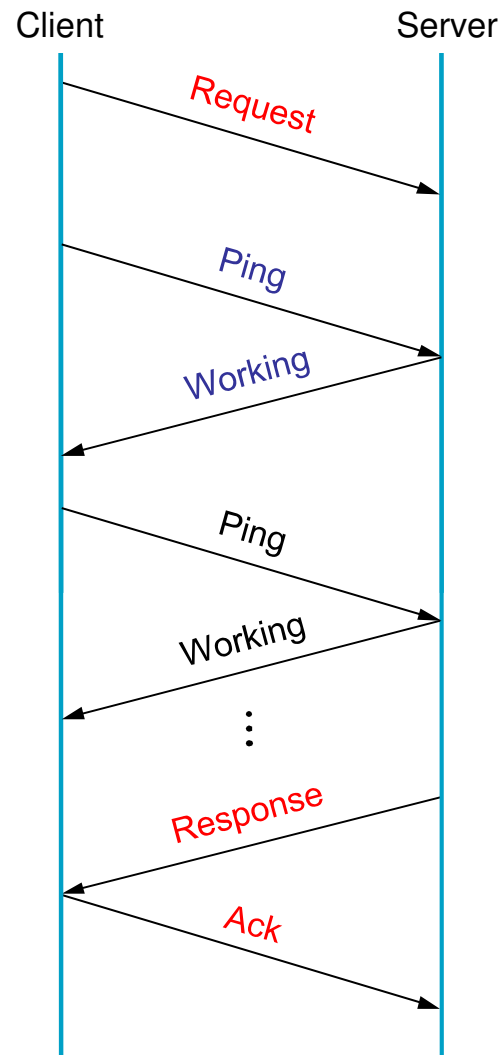 Client
Server
Request
Ping
Working
Ping
Working
...
Response
Ack